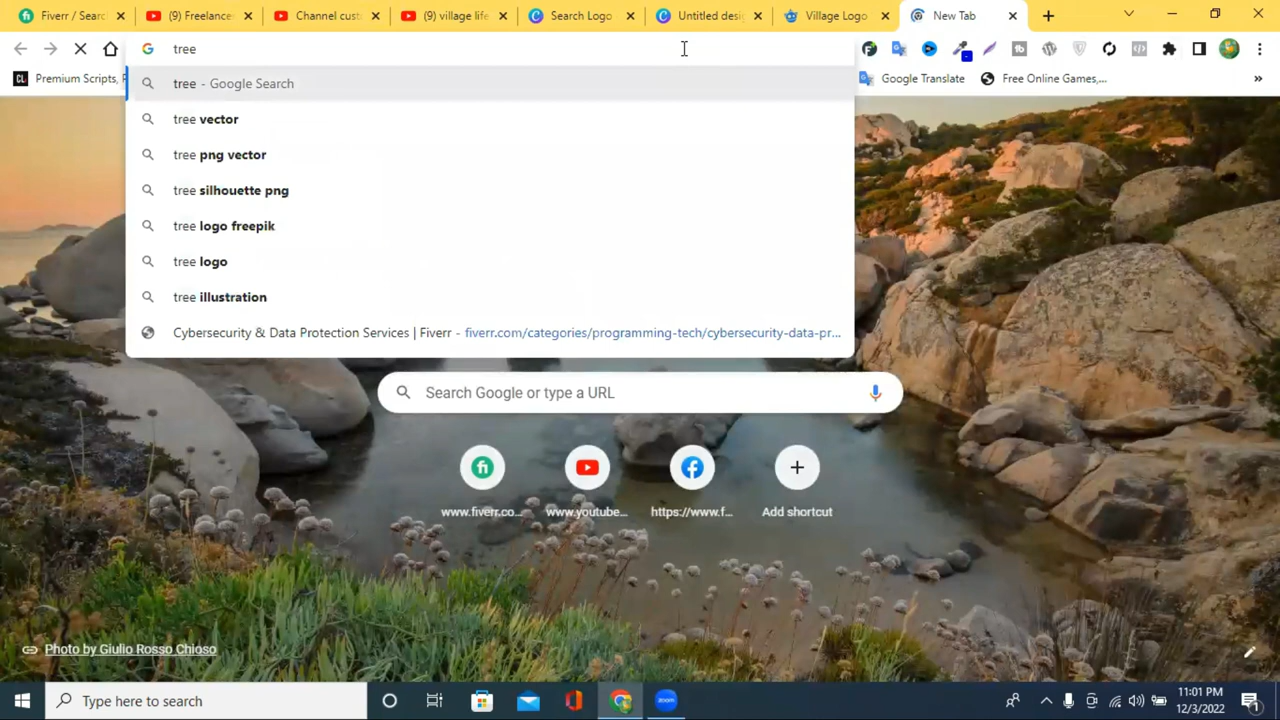 Fiverr / Sear
(9) Freelance
Channel cust
(9) village life
Search Logo
Untitled desi
Village Logo
New Tab
tree
Premium Scripts,
Google Translate
Free Online Games,...
»
tree - Google Search
tree vector
tree png vector
tree silhouette png
tree logo freepik
tree logo
tree illustration
Cybersecurity & Data Protection Services | Fiverr - fiverr.com/categories/programming-tech/cybersecurity-data-pr...
Search Google or type a URL
www.fiverr.co...
www.youtube...
https://www.f...
Add shortcut
Photo by Giulio Rosso Chioso
Type here to search
11:01 PM
12/3/2022